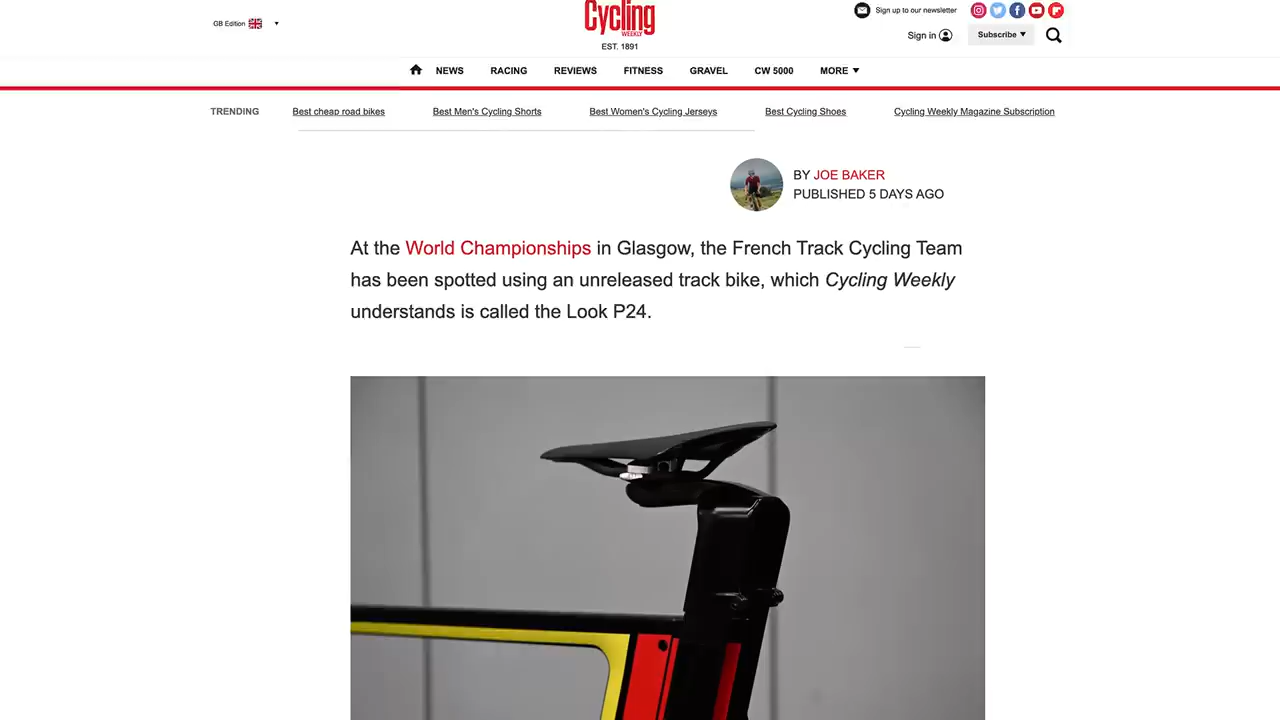 GB Edition
Cycling
WEEKLY
EST. 1891
Sign up to our newsletter
Sign in
Subscribe
NEWS RACING REVIEWS FITNESS GRAVEL CW 5000 MORE
TRENDING Best cheap road bikes Best Men's Cycling Shorts Best Women's Cycling Jerseys Best Cycling Shoes Cycling Weekly Magazine Subscription
BY JOE BAKER
PUBLISHED 5 DAYS AGO
At the World Championships in Glasgow, the French Track Cycling Team
has been spotted using an unreleased track bike, which Cycling Weekly
understands is called the Look P24.